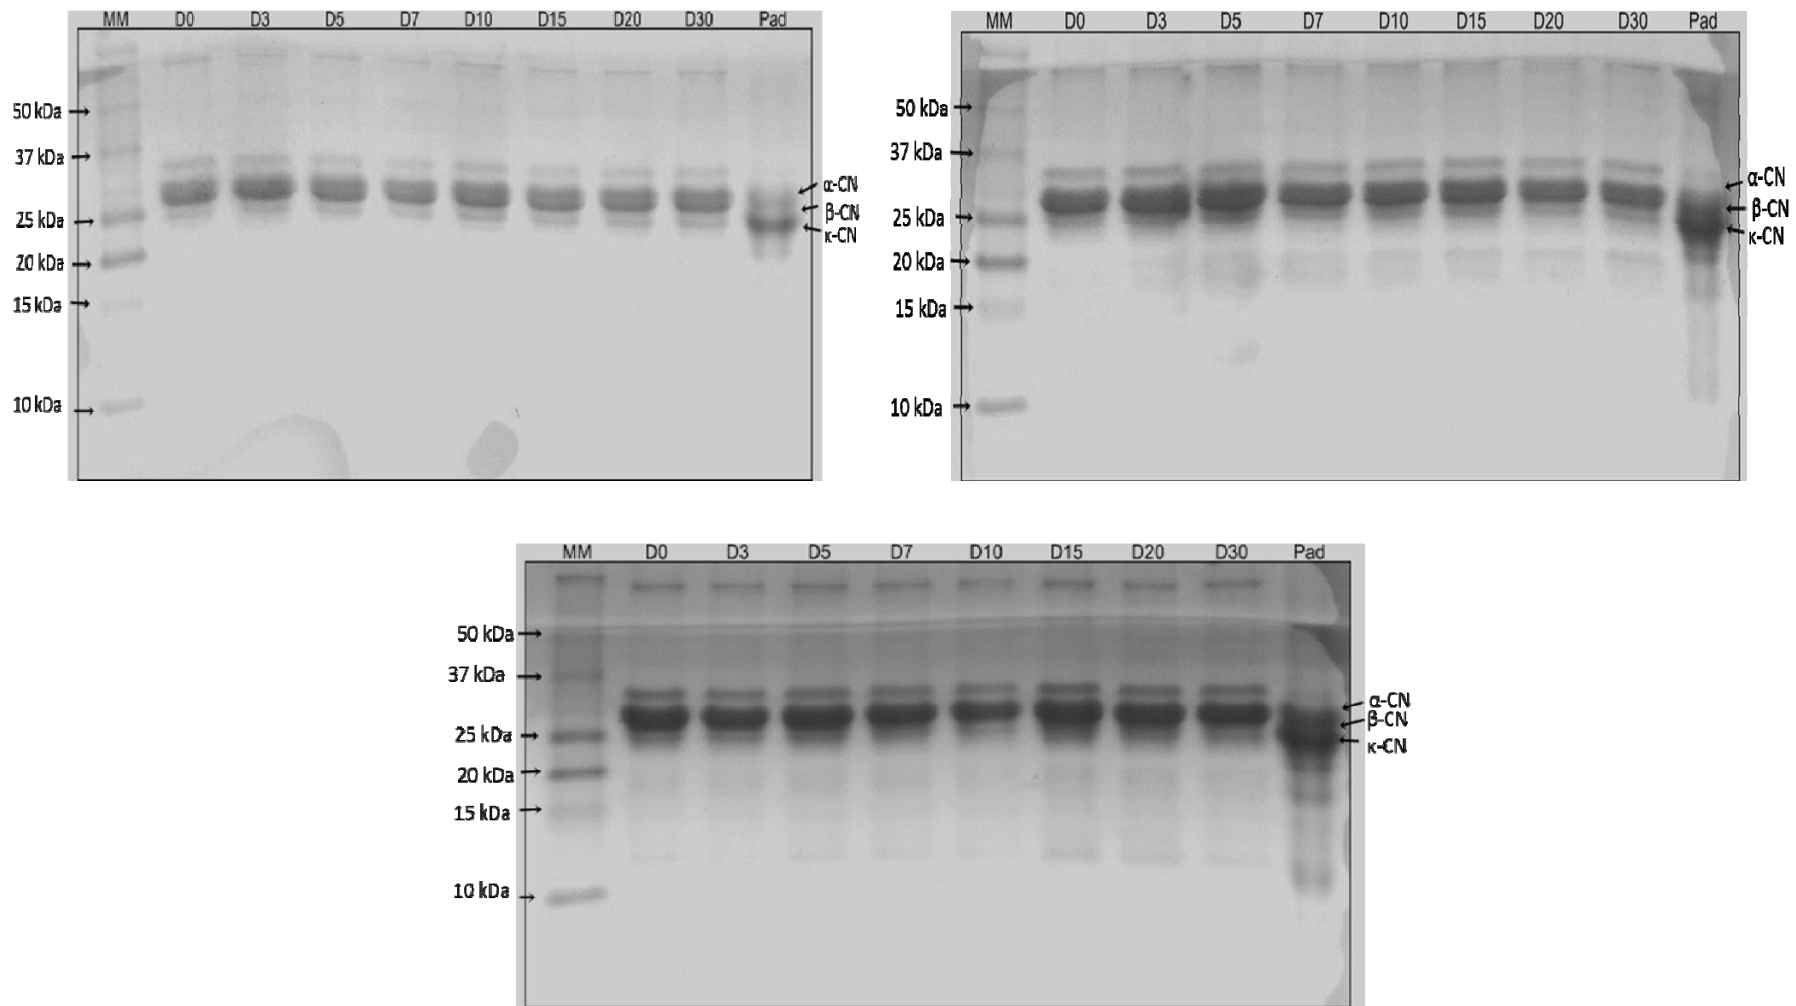 MM D0 D3 D5 D7 D10 D15 D20 D30 Pad
50 kDa
37 kDa
25 kDa
20 kDa
15 kDa
10 kDa
α-CN
β-CN
κ-CN
MM D0 D3 D5 D7 D10 D15 D20 D30 Pad
50 kDa
37 kDa
25 kDa
20 kDa
15 kDa
10 kDa
α-CN
β-CN
κ-CN
MM D0 D3 D5 D7 D10 D15 D20 D30 Pad
50 kDa
37 kDa
25 kDa
20 kDa
15 kDa
10 kDa
α-CN
β-CN
κ-CN